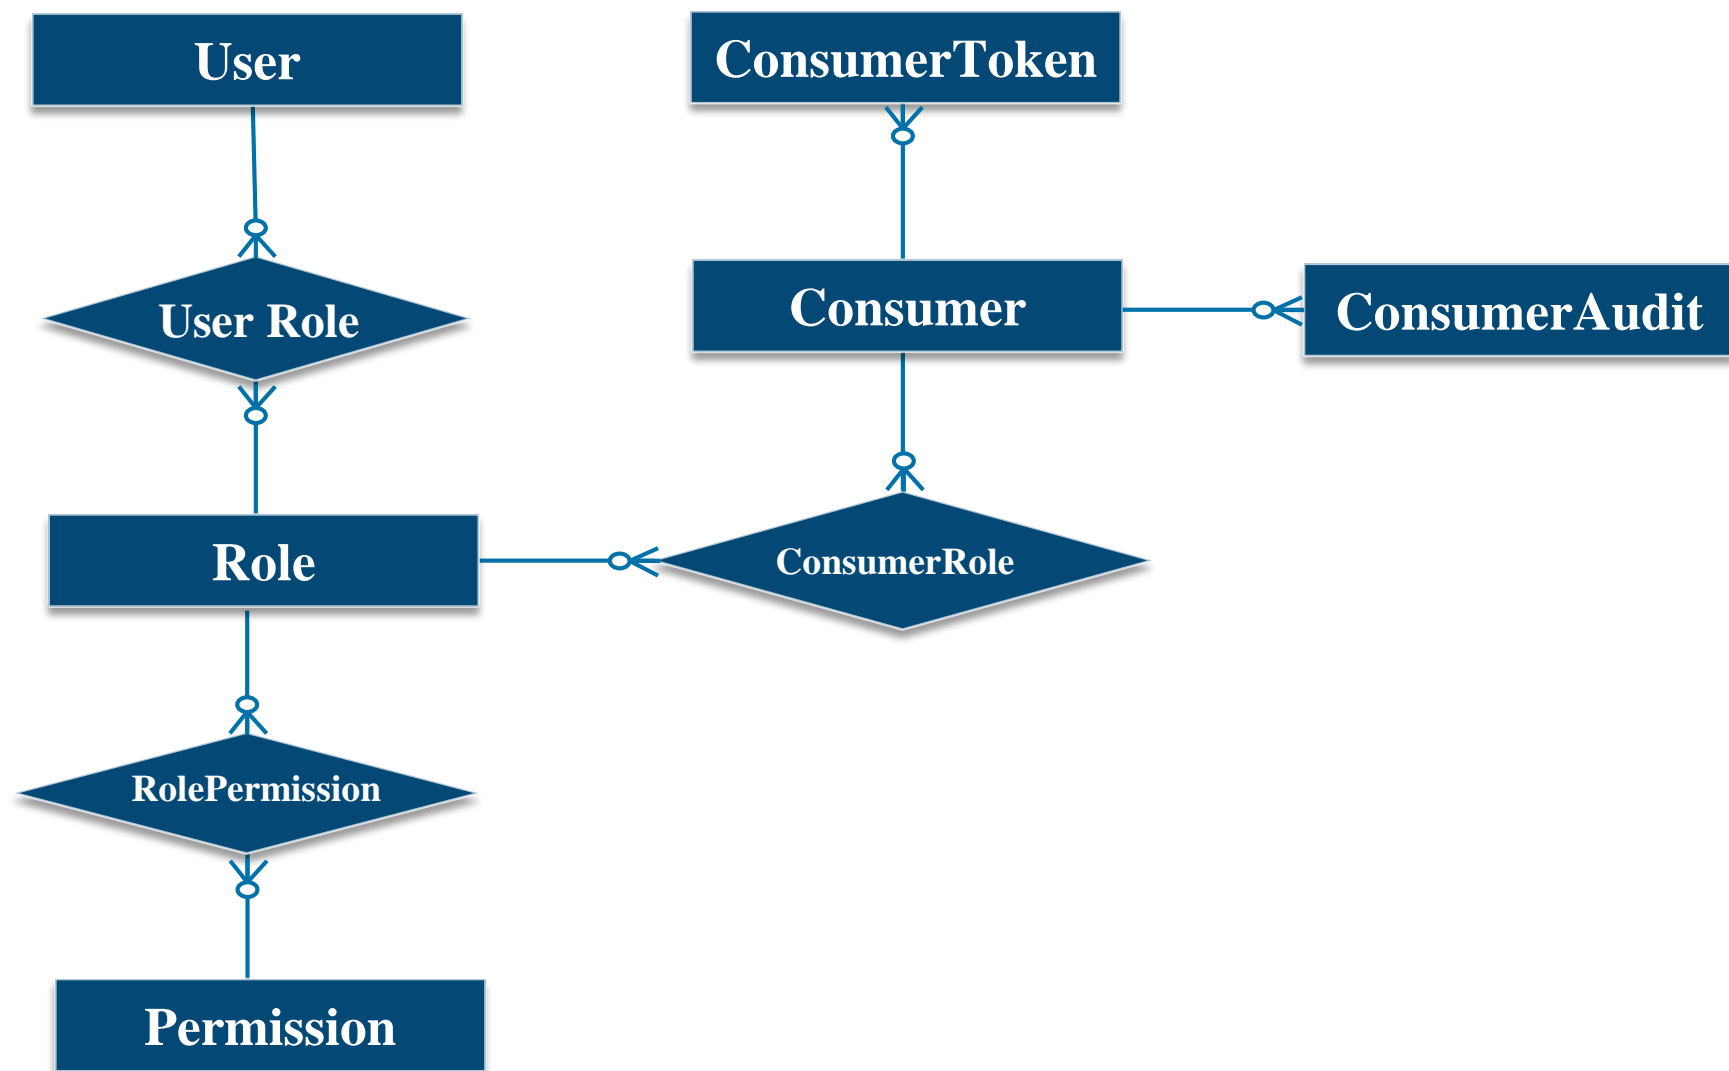 User
ConsumerToken
User Role
Consumer
ConsumerAudit
Role
ConsumerRole
RolePermission
Permission